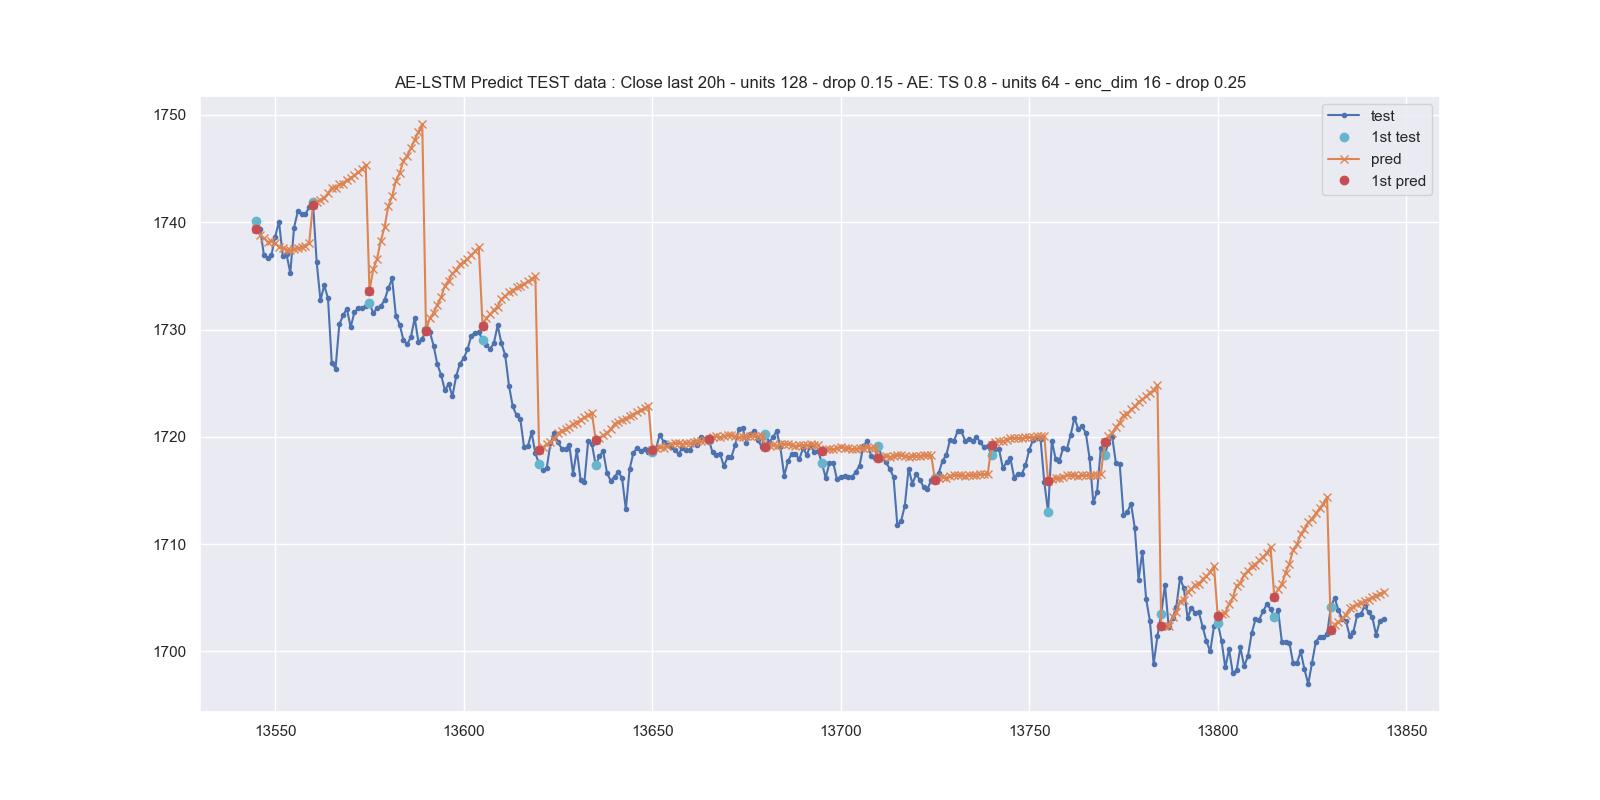 AE-LSTM Predict TEST data : Close last 20h - units 128 - drop 0.15 - AE: TS 0.8 - units 64 - enc_dim 16 - drop 0.25
1750
1740
1730
1720
1710
1700
test
1st test
pred
1st pred
13550
13600
13650
13700
13750
13800
13850